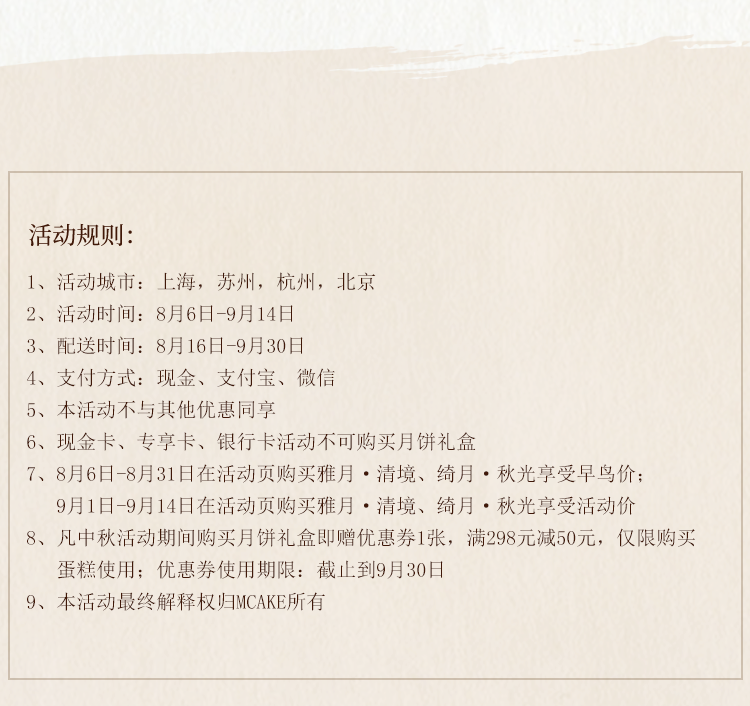 活动规则：
1、活动城市：上海，苏州，杭州，北京
2、活动时间：8月6日-9月14日
3、配送时间：8月16日-9月30日
4、支付方式：现金、支付宝、微信
5、本活动不与其他优惠同享
6、现金卡、专享卡、银行卡活动不可购买月饼礼盒
7、8月6日-8月31日在活动页购买雅月·清境、绮月·秋光享受早鸟价；
9月1日-9月14日在活动页购买雅月·清境、绮月·秋光享受活动价
8、凡中秋活动期间购买月饼礼盒即赠优惠券1张，满298元减50元，仅限购买
蛋糕使用；优惠券使用期限：截止到9月30日
9、本活动最终解释权归MCAKE所有